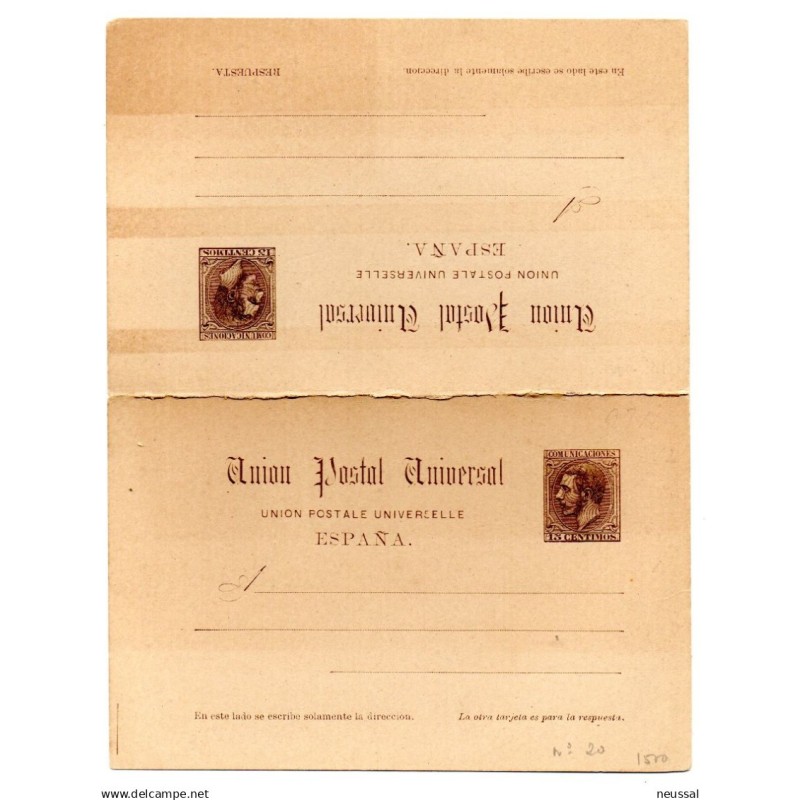 RESPUESTA.
En este lado se escribe solamente la direccion.
A
Union Postal Universal
UNION POSTALE UNIVERSELLE
ESPAÑA.
COMUNICACIONES
15 CENTIMOS
Union Postal Universal
UNION POSTALE UNIVERSELLE
ESPAÑA.
COMUNICACIONES
15 CENTIMOS
A
En este lado se escribe solamente la direccion.
La otra tarjeta es para la respuesta.
Nº 20
1500
www.delcampe.net
neussal